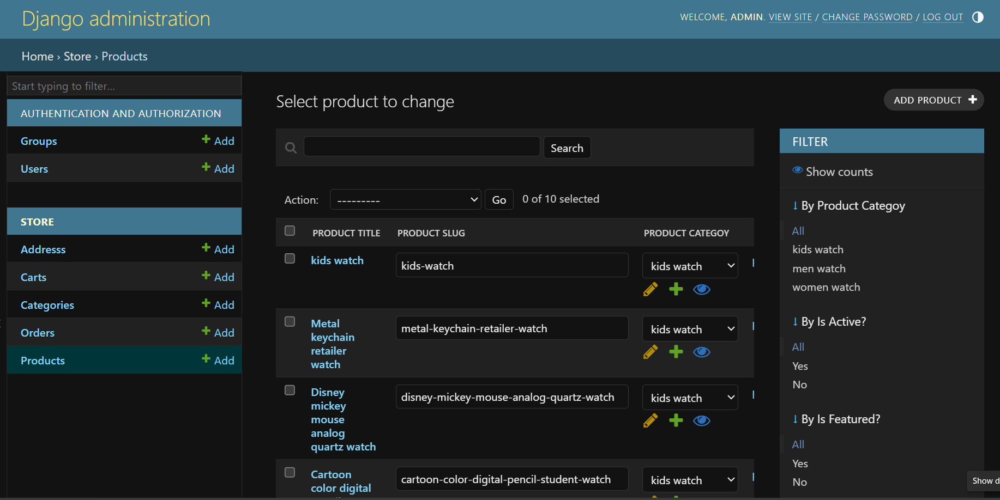 Django administration
WELCOME, ADMIN. VIEW SITE / CHANGE PASSWORD / LOG OUT
Home › Store › Products
Start typing to filter...
AUTHENTICATION AND AUTHORIZATION
Groups + Add
Users + Add
STORE
Addresss + Add
Carts + Add
Categories + Add
Orders + Add
Products + Add
Select product to change
ADD PRODUCT +
Search
Action: --------- Go 0 of 10 selected
PRODUCT TITLE PRODUCT SLUG PRODUCT CATEGOY
kids watch kids-watch kids watch
Metal
keychain
retailer
watch
metal-keychain-retailer-watch kids watch
Disney
mickey
mouse
analog
quartz watch
disney-mickey-mouse-analog-quartz-watch kids watch
Cartoon
color digital
cartoon-color-digital-pencil-student-watch kids watch
FILTER
Show counts
↓ By Product Categoy
All
kids watch
men watch
women watch
↓ By Is Active?
All
Yes
No
↓ By Is Featured?
All
Yes
No
Show d